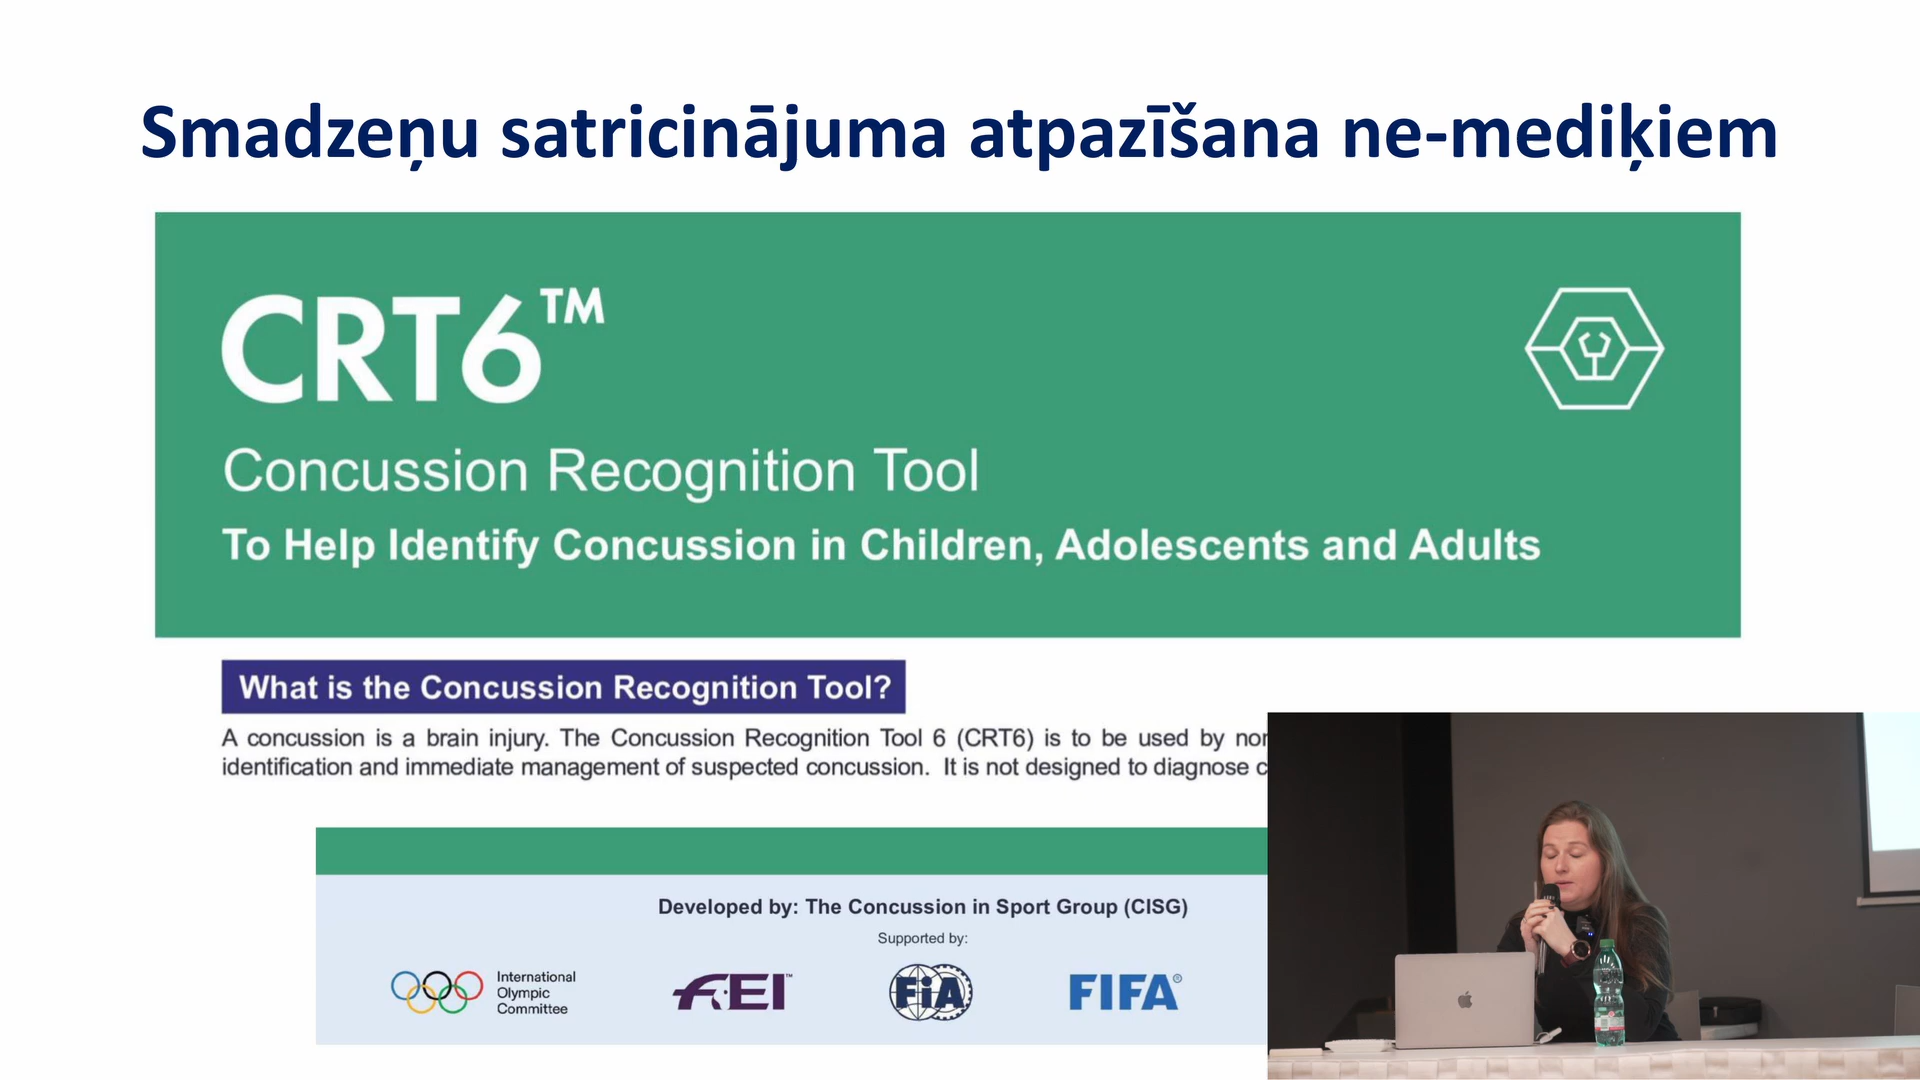 Smadzeņu satricinājuma atpazīšana ne-mediķiem
CRT6™
Concussion Recognition Tool
To Help Identify Concussion in Children, Adolescents and Adults
What is the Concussion Recognition Tool?
A concussion is a brain injury. The Concussion Recognition Tool 6 (CRT6) is to be used by
identification and immediate management of suspected concussion. It is not designed to diagnose
Developed by: The Concussion in Sport Group (CISG)
Supported by:
International
Olympic
Committee
FEI™
FiA
FIFA®